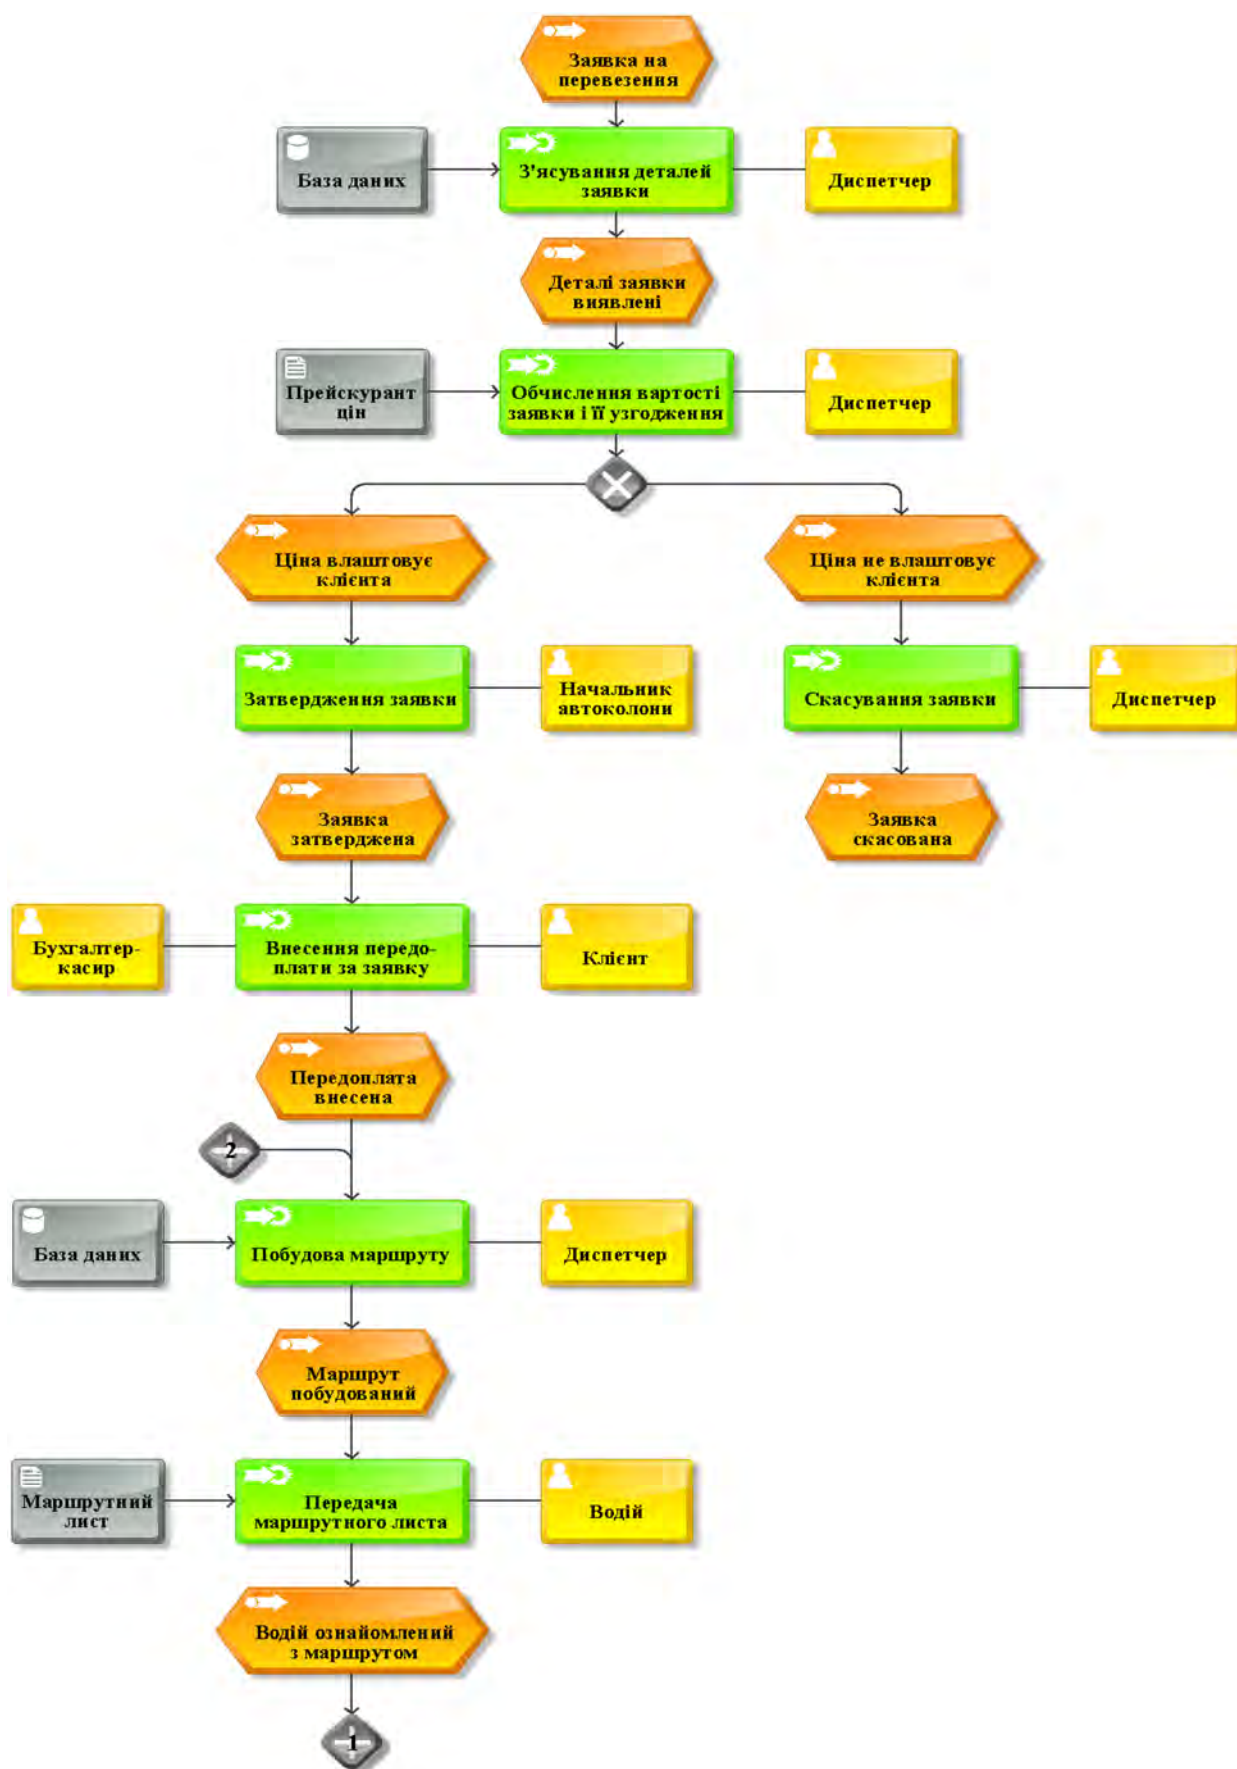 Заявка на
перевезення
База даних
З'ясування деталей
заявки
Диспетчер
Деталі заявки
виявлені
Прейскурант
цін
Обчислення вартості
заявки і її узгодження
Диспетчер
Ціна влаштовує
клієнта
Ціна не влаштовує
клієнта
Затвердження заявки
Начальник
автоколони
Скасування заявки
Диспетчер
Заявка
затверджена
Заявка
скасована
Бухгалтер-
касир
Внесення передо-
плати за заявку
Клієнт
Передоплата
внесена
2
База даних
Побудова маршруту
Диспетчер
Маршрут
побудований
Маршрутний
лист
Передача
маршрутного листа
Водій
Водій ознайомлений
з маршрутом
1